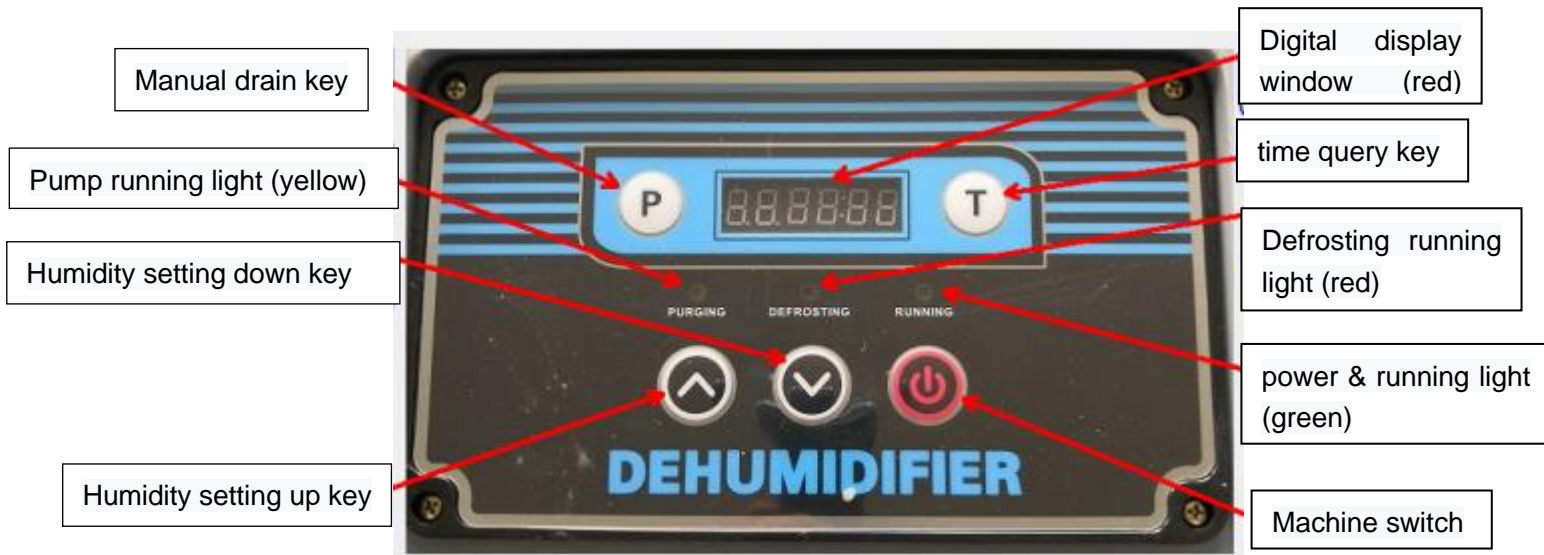 Manual drain key
Pump running light (yellow)
Humidity setting down key
Humidity setting up key
Digital display
window (red)
time query key
Defrosting running
light (red)
power & running light
(green)
Machine switch
P
T
PURGING DEFROSTING RUNNING
DEHUMIDIFIER